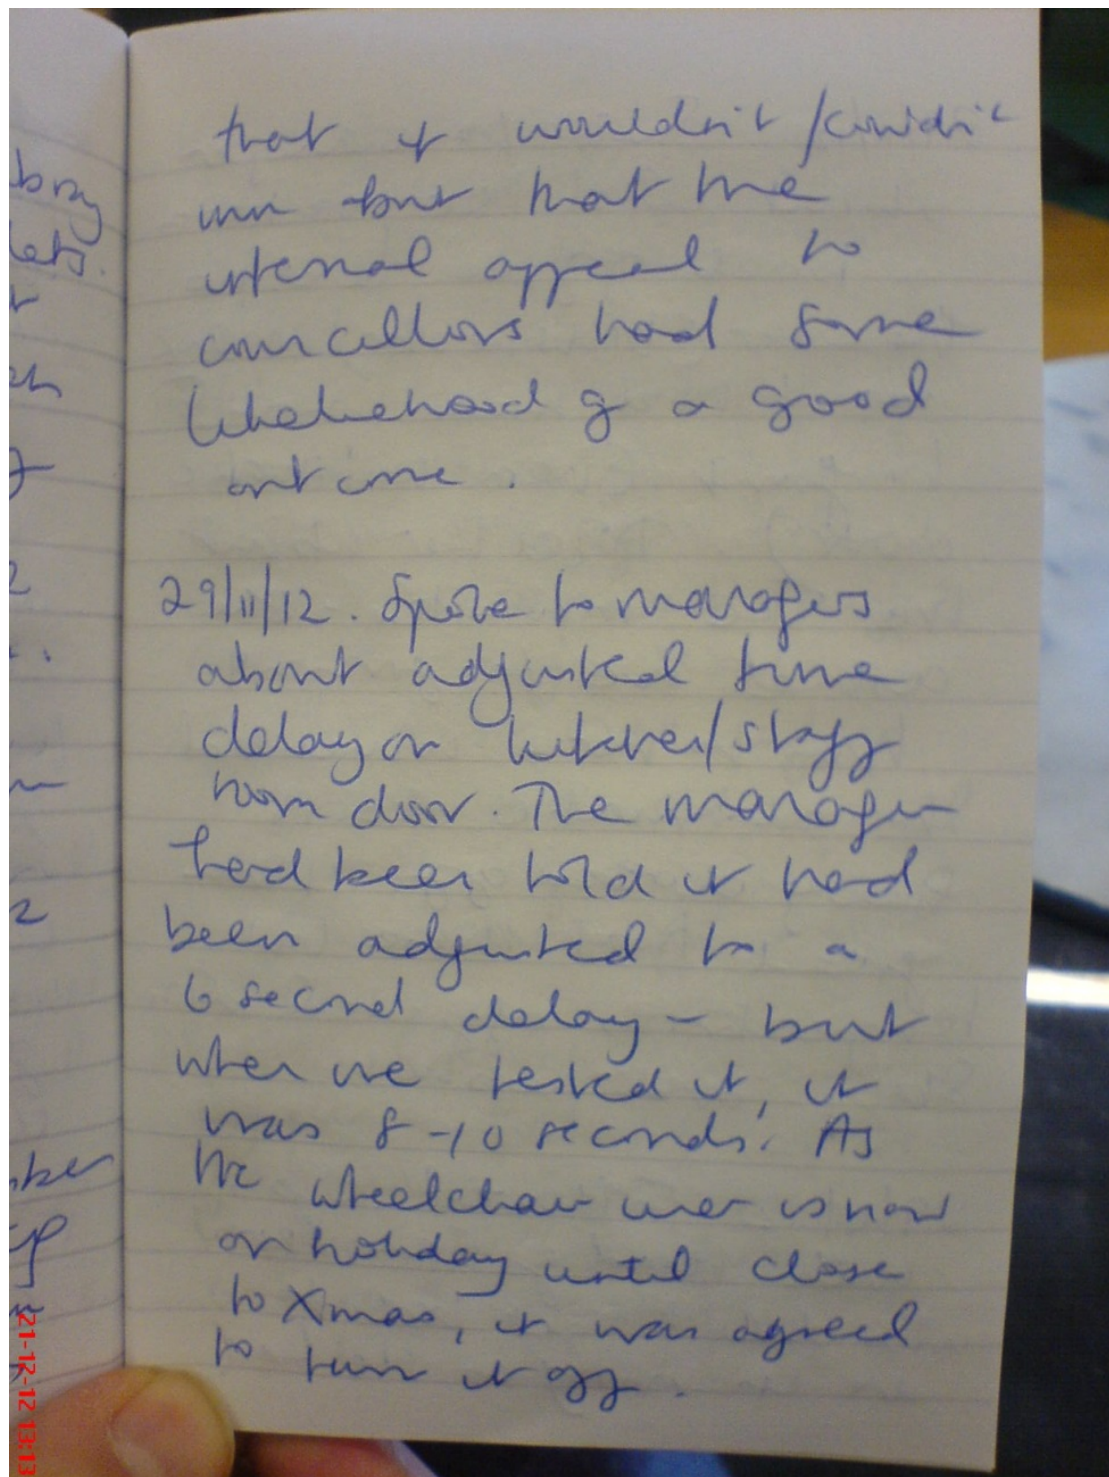 that it wouldn't/couldn't
win but that the
internal appeal to
councellors had some
likelihood of a good
outcome.
29/11/12. Spoke to managers
about adjusted time
delay on kitchen/staff
room door. The manager
had been told it had
been adjusted to a
6 second delay - but
when we tested it, it
was 8-10 seconds. As
the wheelchair user is now
on holiday until close
to Xmas, it was agreed
to turn it off.
21-12-12 13:13